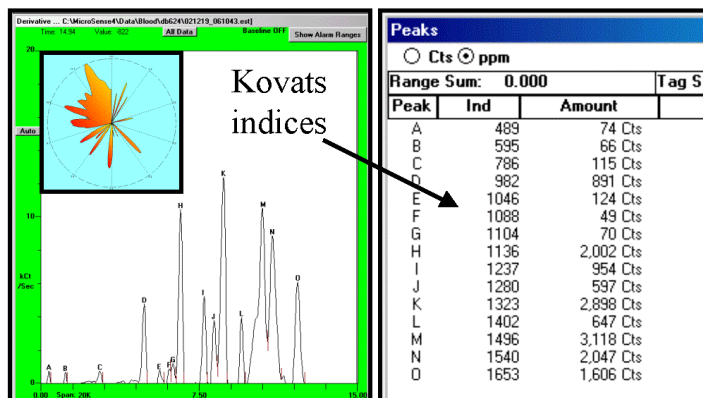 Derivative ... C:\MicroSense4\Data\Blood\db624\021219_061043.est]
Time: 14.94 Value: -822 All Data Baseline OFF Show Alarm Ranges
20
Auto
10
kCt
/Sec
0
A B C D E F G H I J K L M N O
0.00 Span: 20K 7.50 15.00
Kovats
indices
Peaks
Cts ppm
Range Sum: 0.000 Tag S
Peak Ind Amount
A 489 74 Cts
B 595 66 Cts
C 786 115 Cts
D 982 891 Cts
E 1046 124 Cts
F 1088 49 Cts
G 1104 70 Cts
H 1136 2,002 Cts
I 1237 954 Cts
J 1280 597 Cts
K 1323 2,898 Cts
L 1402 647 Cts
M 1496 3,118 Cts
N 1540 2,047 Cts
O 1653 1,606 Cts